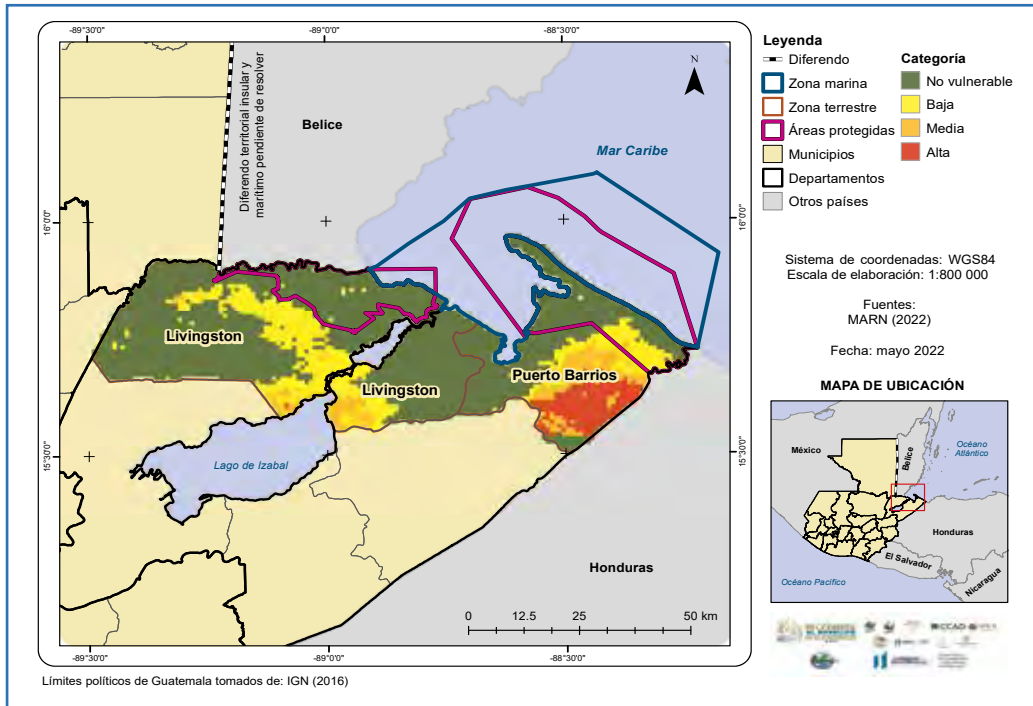 -89°30'0"
-89°0'0"
-88°30'0"
16°0'0"
15°30'0"
16°0'0"
15°30'0"
-89°30'0"
-89°0'0"
-88°30'0"
Diferendo territorial insular y
marítimo pendiente de resolver
Belice
Mar Caribe
N
Livingston
Livingston
Puerto Barrios
Lago de Izabal
Honduras
0 12.5 25 50 km
Límites políticos de Guatemala tomados de: IGN (2016)
Leyenda
Diferendo
Zona marina
Zona terrestre
Áreas protegidas
Municipios
Departamentos
Otros países
Categoría
No vulnerable
Baja
Media
Alta
Sistema de coordenadas: WGS84
Escala de elaboración: 1:800 000
Fuentes:
MARN (2022)
Fecha: mayo 2022
MAPA DE UBICACIÓN
México
Belice
Océano
Atlántico
Honduras
El Salvador
Nicaragua
Océano Pacífico
CCAD